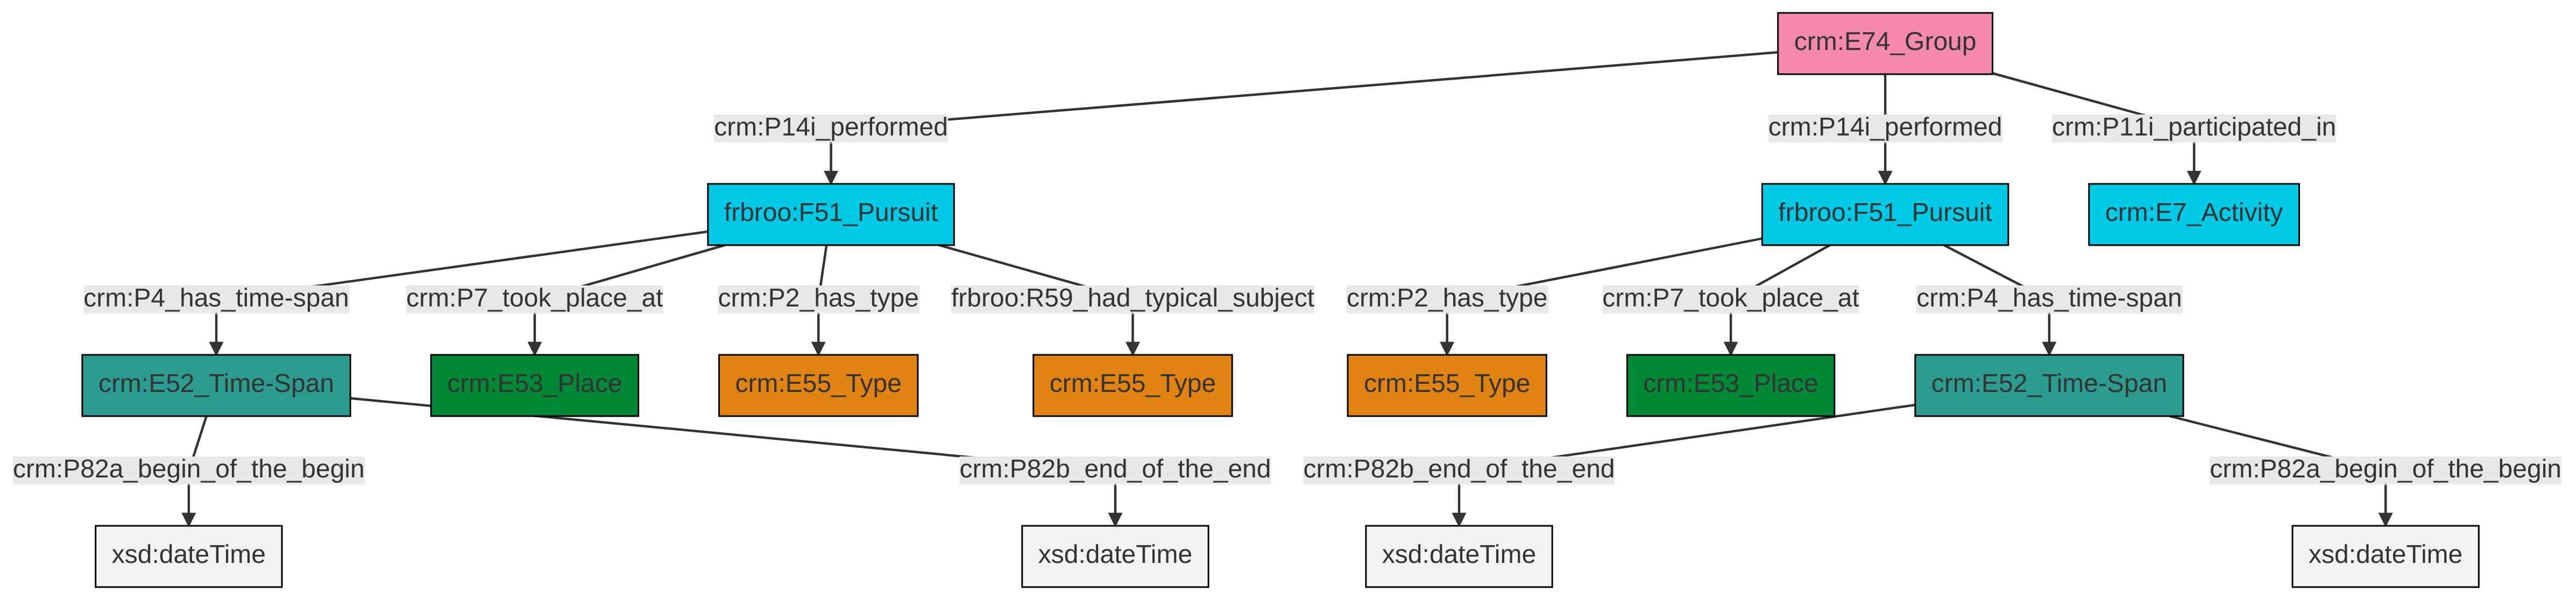 crm:E74_Group
crm:P14i_performed
crm:P14i_performed
crm:P11i_participated_in
frbroo:F51_Pursuit
frbroo:F51_Pursuit
crm:E7_Activity
crm:P4_has_time-span
crm:P7_took_place_at
crm:P2_has_type
frbroo:R59_had_typical_subject
crm:P2_has_type
crm:P7_took_place_at
crm:P4_has_time-span
crm:E52_Time-Span
crm:E53_Place
crm:E55_Type
crm:E55_Type
crm:E55_Type
crm:E53_Place
crm:E52_Time-Span
crm:P82a_begin_of_the_begin
crm:P82b_end_of_the_end
crm:P82b_end_of_the_end
crm:P82a_begin_of_the_begin
xsd:dateTime
xsd:dateTime
xsd:dateTime
xsd:dateTime